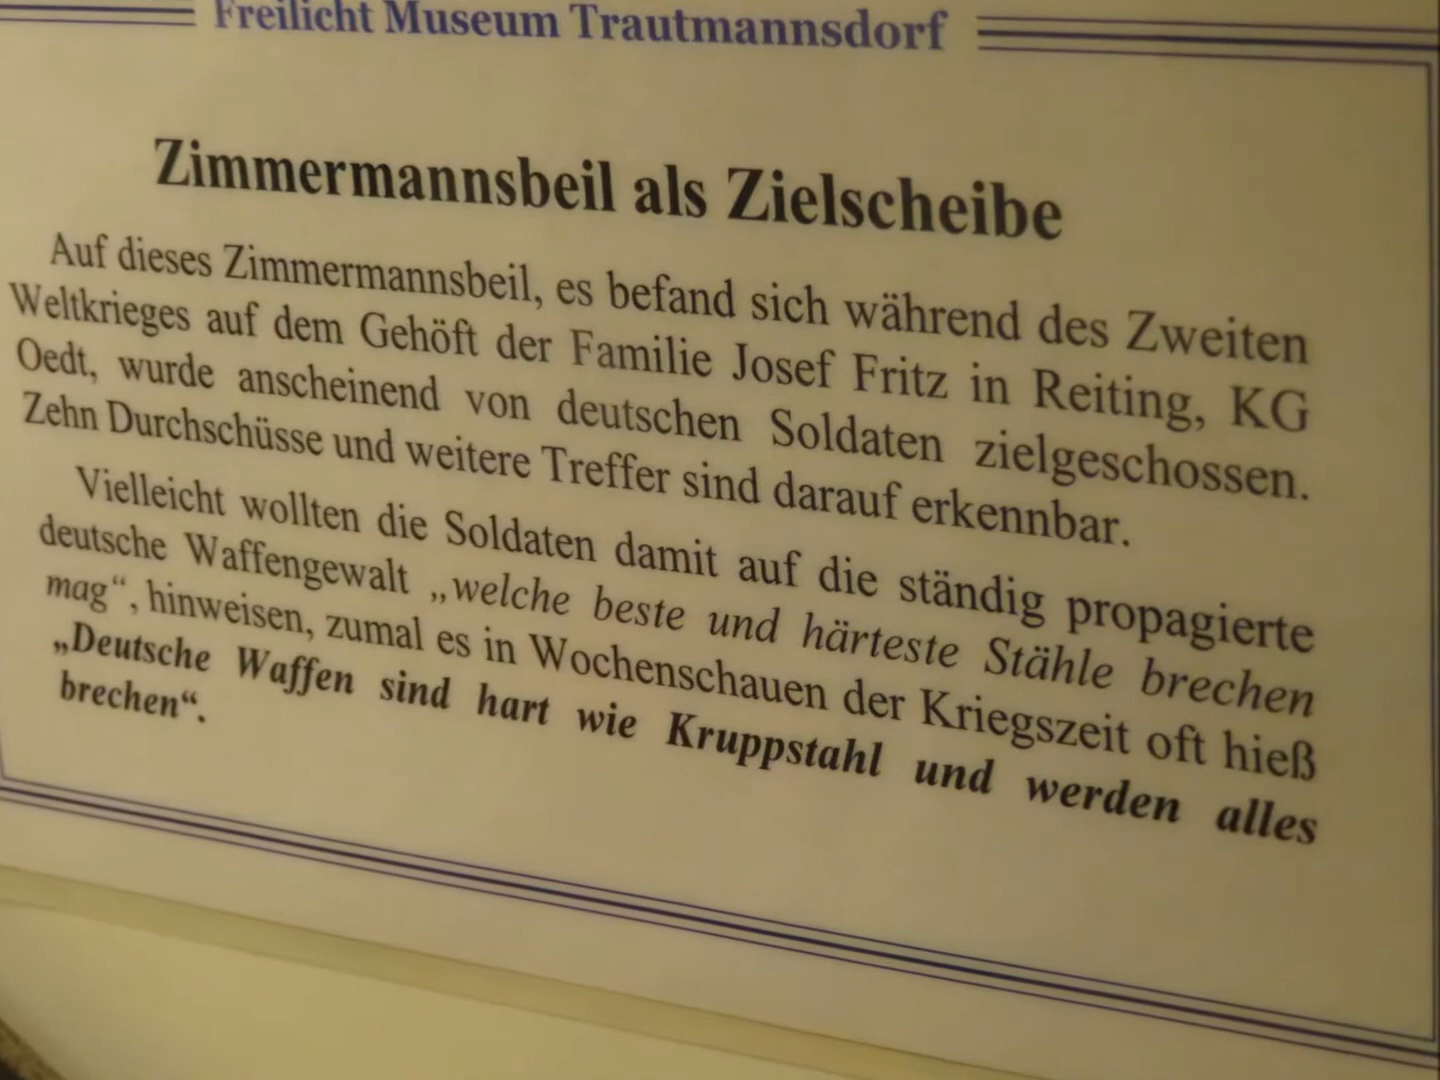 Freilicht Museum Trautmannsdorf
Zimmermannsbeil als Zielscheibe
Auf dieses Zimmermannsbeil, es befand sich während des Zweiten
Weltkrieges auf dem Gehöft der Familie Josef Fritz in Reiting, KG
Oedt, wurde anscheinend von deutschen Soldaten zielgeschossen.
Zehn Durchschüsse und weitere Treffer sind darauf erkennbar.
Vielleicht wollten die Soldaten damit auf die ständig propagierte
deutsche Waffengewalt „welche beste und härteste Stähle brechen
mag“, hinweisen, zumal es in Wochenschauen der Kriegszeit oft hieß
„Deutsche Waffen sind hart wie Kruppstahl und werden alles
brechen“.